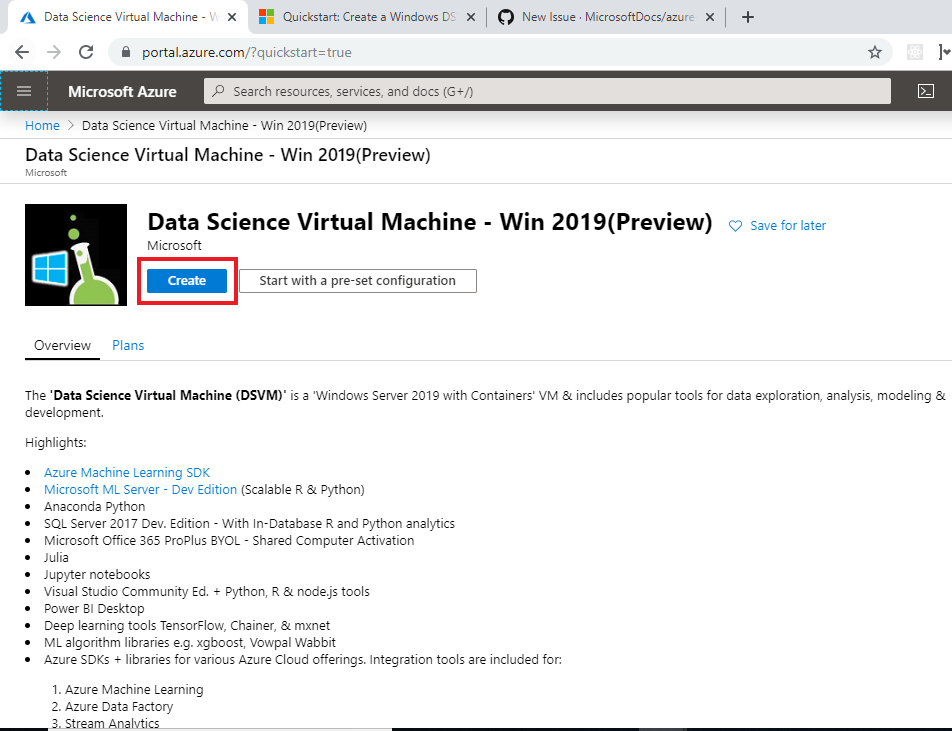 Data Science Virtual Machine - W
Quickstart: Create a Windows DS
New Issue · MicrosoftDocs/azure
portal.azure.com/?quickstart=true
Microsoft Azure
Search resources, services, and docs (G+/)
Home > Data Science Virtual Machine - Win 2019(Preview)
Data Science Virtual Machine - Win 2019(Preview)
Microsoft
Data Science Virtual Machine - Win 2019(Preview)
Save for later
Microsoft
Create
Start with a pre-set configuration
Overview
Plans
The 'Data Science Virtual Machine (DSVM)' is a 'Windows Server 2019 with Containers' VM & includes popular tools for data exploration, analysis, modeling &
development.
Highlights:
• Azure Machine Learning SDK
• Microsoft ML Server - Dev Edition (Scalable R & Python)
• Anaconda Python
• SQL Server 2017 Dev. Edition - With In-Database R and Python analytics
• Microsoft Office 365 ProPlus BYOL - Shared Computer Activation
• Julia
• Jupyter notebooks
• Visual Studio Community Ed. + Python, R & node.js tools
• Power BI Desktop
• Deep learning tools TensorFlow, Chainer, & mxnet
• ML algorithm libraries e.g. xgboost, Vowpal Wabbit
• Azure SDKs + libraries for various Azure Cloud offerings. Integration tools are included for:
1. Azure Machine Learning
2. Azure Data Factory
3. Stream Analytics